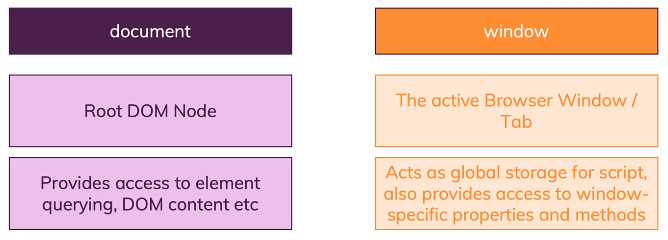 document
window
Root DOM Node
The active Browser Window /
Tab
Provides access to element
querying, DOM content etc
Acts as global storage for script,
also provides access to window-
specific properties and methods